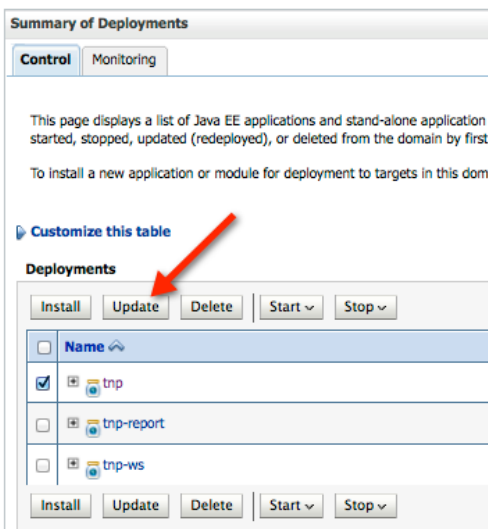 Summary of Deployments
Control Monitoring
This page displays a list of Java EE applications and stand-alone application
started, stopped, updated (redeployed), or deleted from the domain by first
To install a new application or module for deployment to targets in this dom
Customize this table
Deployments
Install Update Delete Start Stop
Name
tnp
tnp-report
tnp-ws
Install Update Delete Start Stop